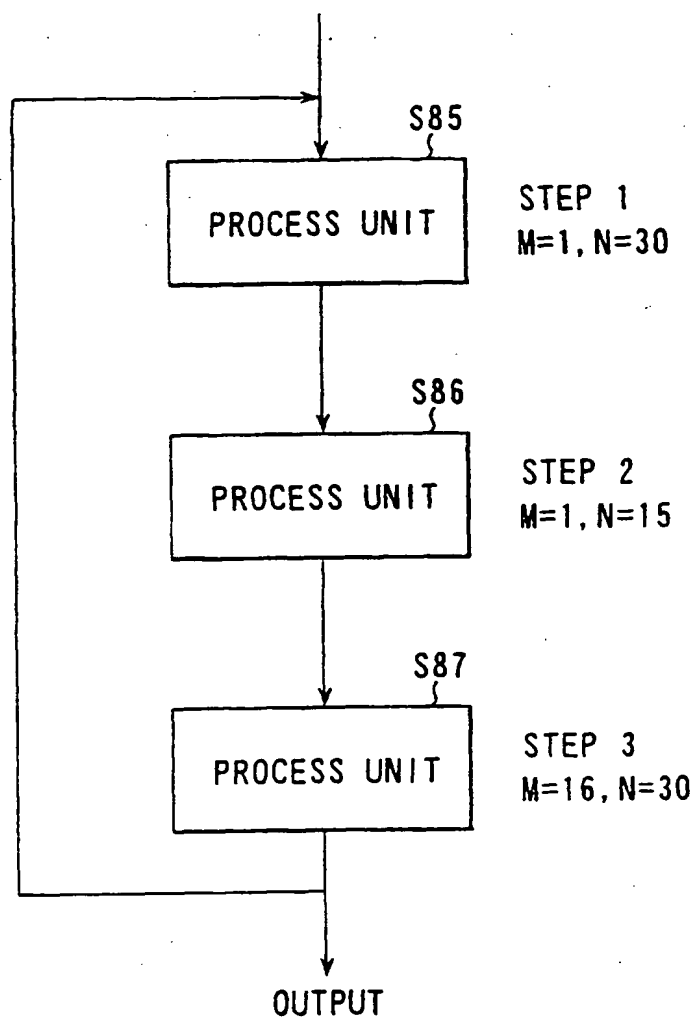 S85
PROCESS UNIT
STEP 1
M=1, N=30
S86
PROCESS UNIT
STEP 2
M=1, N=15
S87
PROCESS UNIT
STEP 3
M=16, N=30
OUTPUT